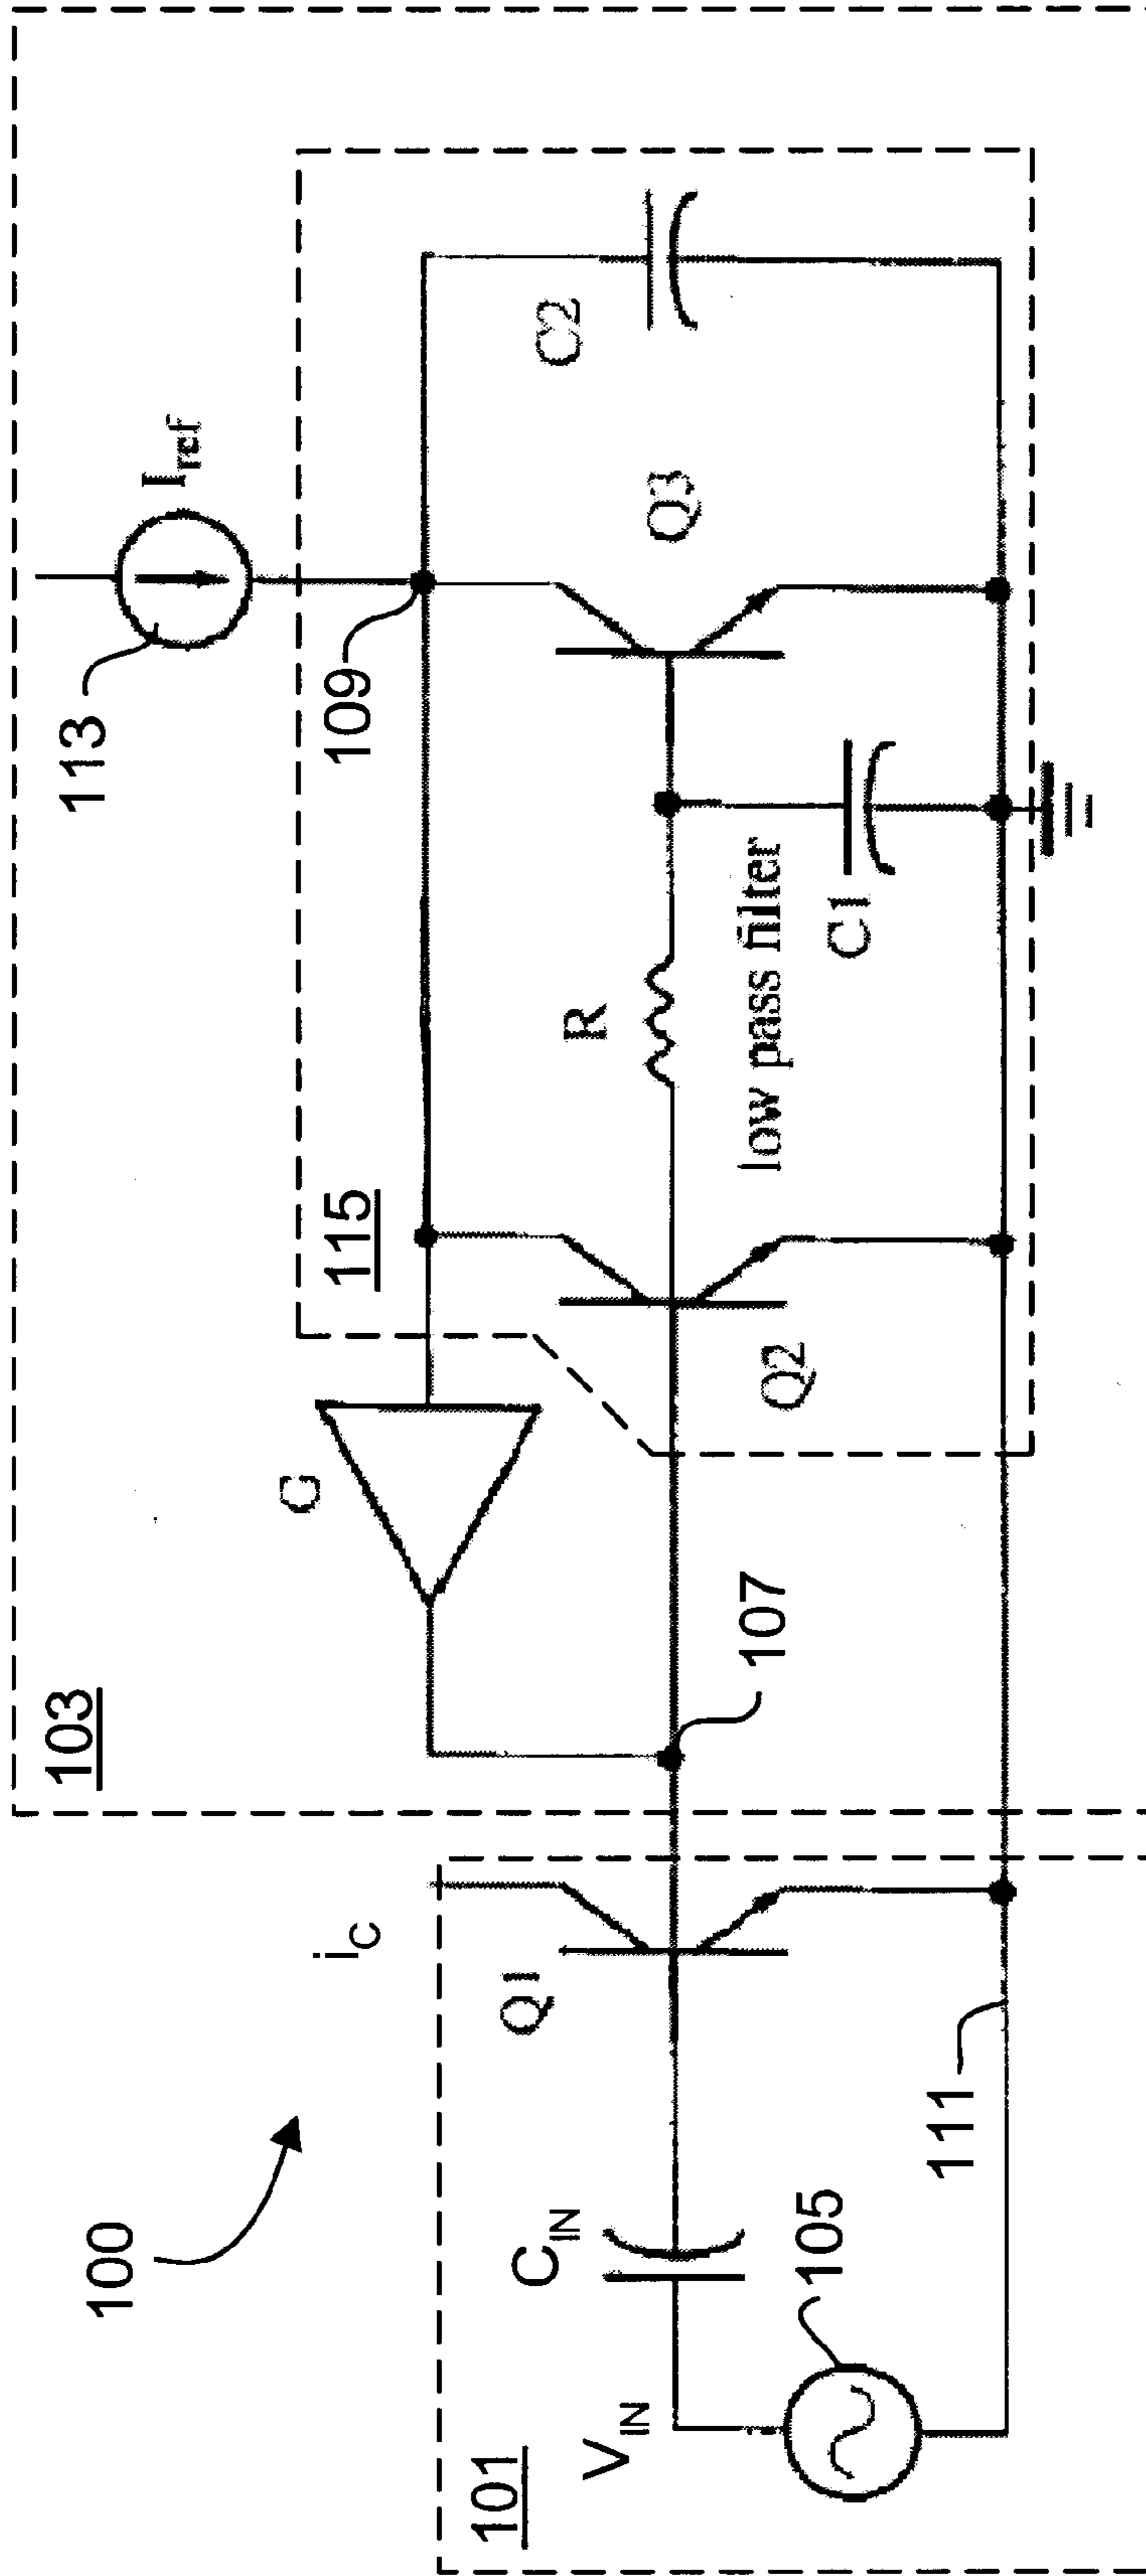 100
103
113
I_ref
i_C
G
115
109
C2
101
V_IN
C_IN
Q1
107
Q2
R
low pass filter
C1
Q3
105
111